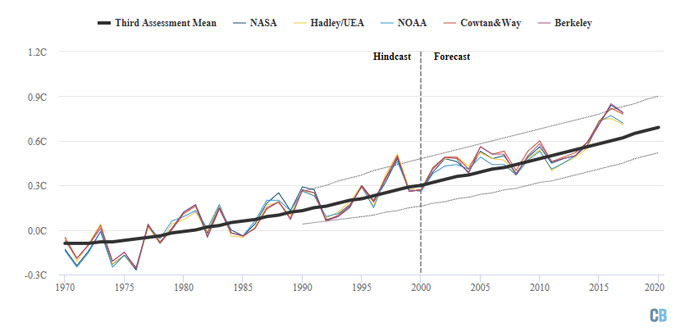 Third Assessment Mean NASA Hadley/UEA NOAA Cowtan&Way Berkeley
1.2C
Hindcast Forecast
0.9C
0.6C
0.3C
0.0C
-0.3C
1970 1975 1980 1985 1990 1995 2000 2005 2010 2015 2020
CB